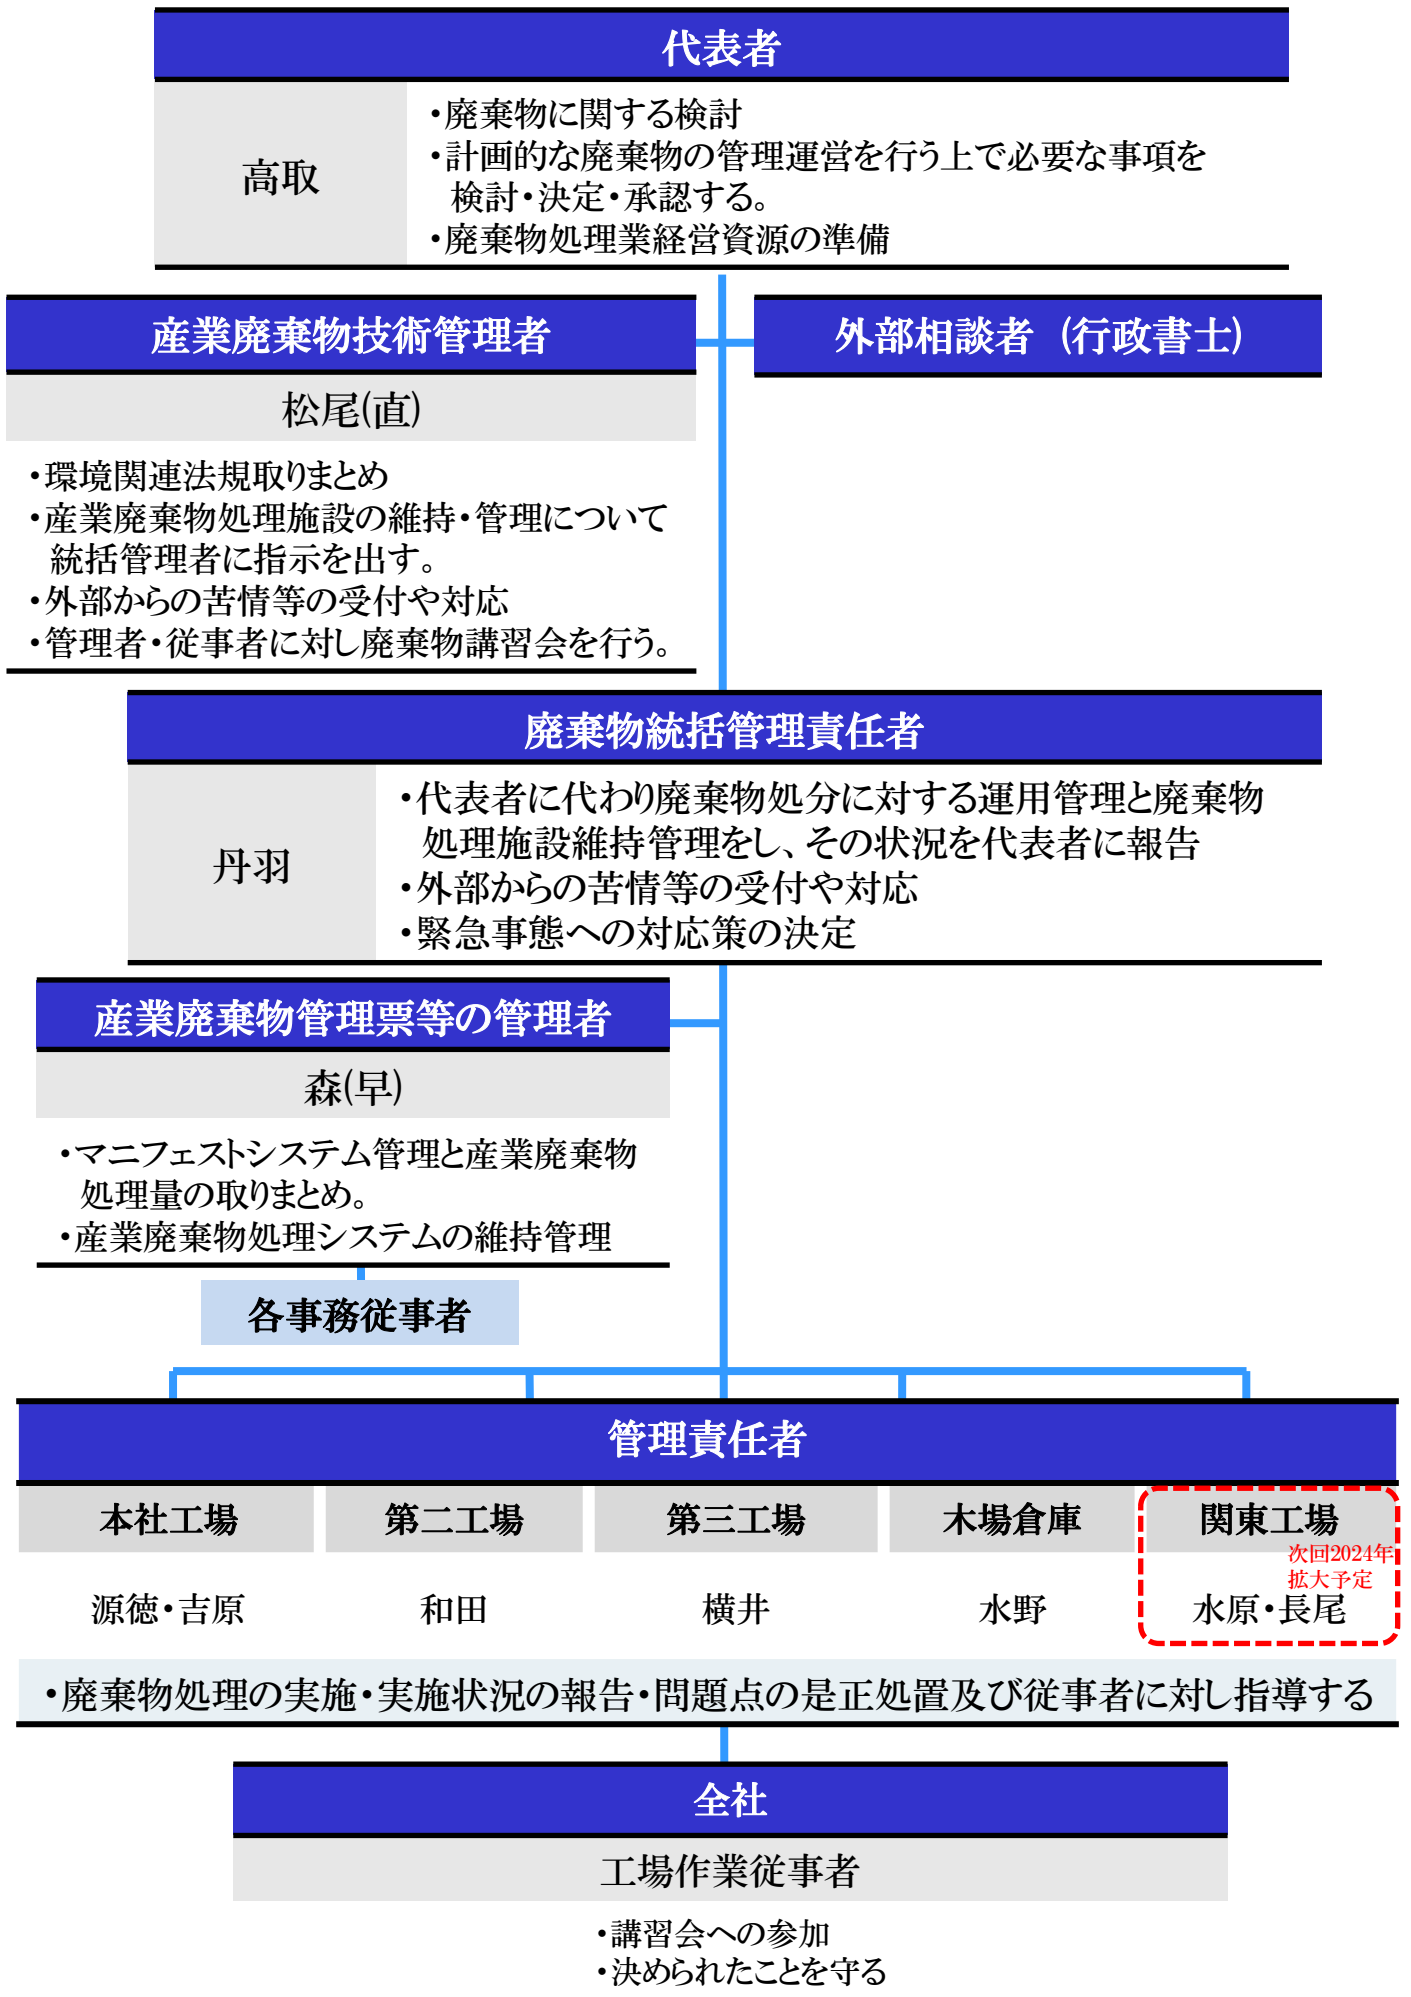 代表者
高取
・廃棄物に関する検討
・計画的な廃棄物の管理運営を行う上で必要な事項を
検討・決定・承認する。
・廃棄物処理業経営資源の準備
産業廃棄物技術管理者
松尾(直)
・環境関連法規取りまとめ
・産業廃棄物処理施設の維持・管理について
統括管理者に指示を出す。
・外部からの苦情等の受付や対応
・管理者・従事者に対し廃棄物講習会を行う。
外部相談者 (行政書士)
廃棄物統括管理責任者
丹羽
・代表者に代わり廃棄物処分に対する運用管理と廃棄物
処理施設維持管理をし、その状況を代表者に報告
・外部からの苦情等の受付や対応
・緊急事態への対応策の決定
産業廃棄物管理票等の管理者
森(早)
・マニフェストシステム管理と産業廃棄物
処理量の取りまとめ。
・産業廃棄物処理システムの維持管理
各事務従事者
管理責任者
本社工場
第二工場
第三工場
木場倉庫
関東工場
次回2024年
拡大予定
源徳・吉原
和田
横井
水野
水原・長尾
・廃棄物処理の実施・実施状況の報告・問題点の是正処置及び従事者に対し指導する
全社
工場作業従事者
・講習会への参加
・決められたことを守る